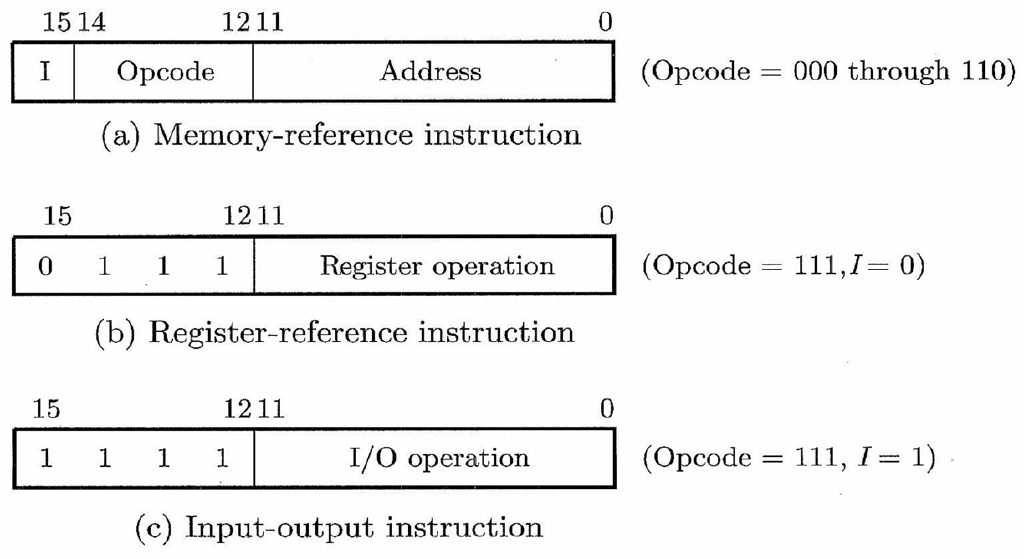 15 14 12 11 0
I Opcode Address (Opcode = 000 through 110)
(a) Memory-reference instruction
15 12 11 0
0 1 1 1 Register operation (Opcode = 111,I= 0)
(b) Register-reference instruction
15 12 11 0
1 1 1 1 I/O operation (Opcode = 111, I= 1)
(c) Input-output instruction